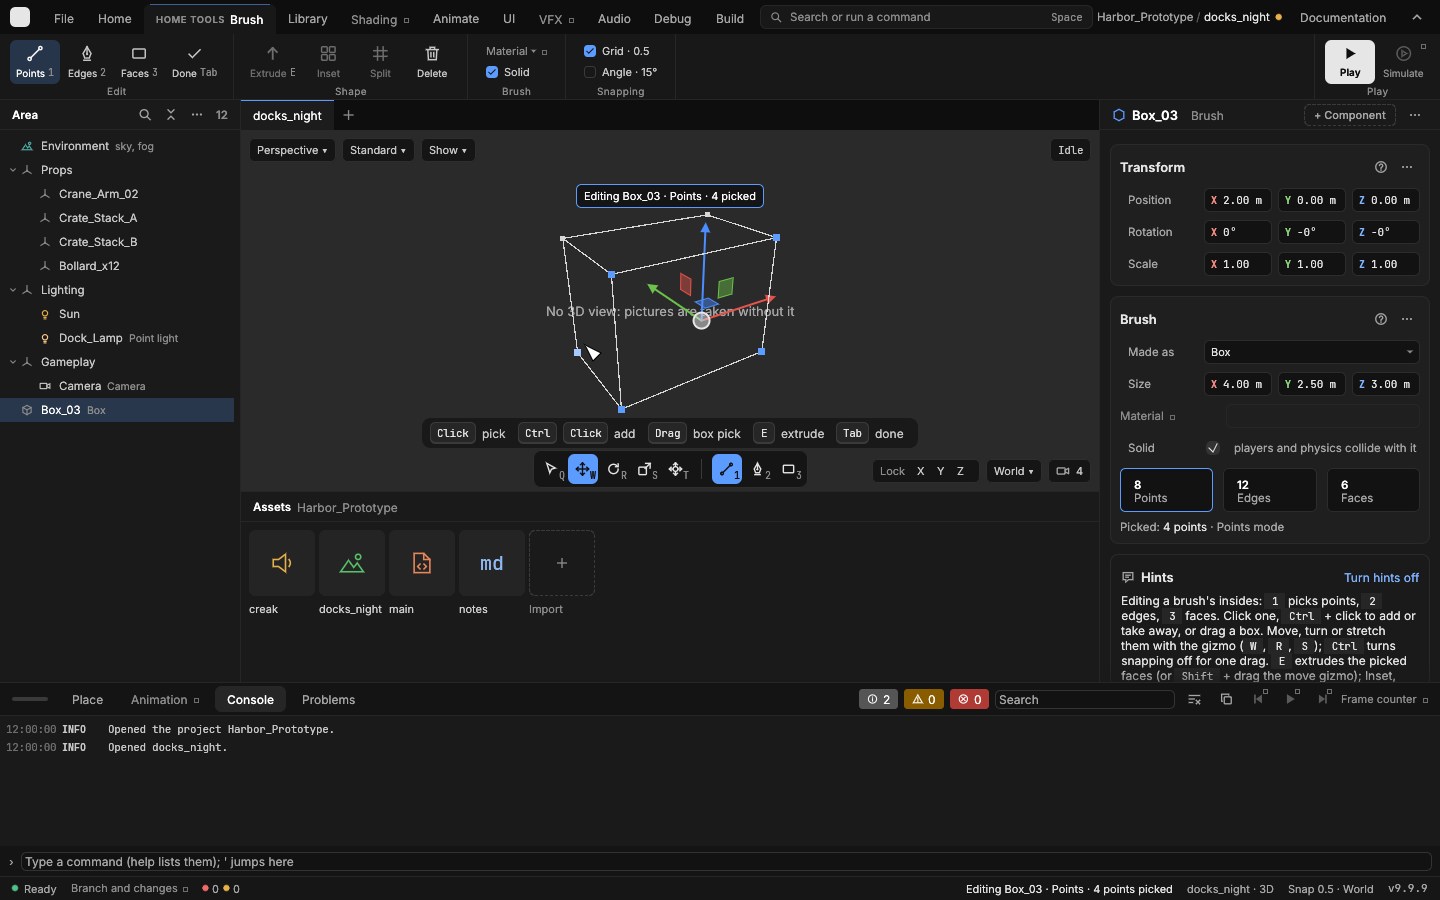 File Home HOME TOOLS Brush Library Shading Animate UI VFX Audio Debug Build Search or run a command Space Harbor_Prototype / docks_night Documentation
Points 1 Edges 2 Faces 3 Done Tab Extrude E Inset Split Delete Material Solid Grid · 0.5 Angle · 15° Play Simulate
Edit Shape Brush Snapping Play
Area 12
Environment sky, fog
Props
Crane_Arm_02
Crate_Stack_A
Crate_Stack_B
Bollard_x12
Lighting
Sun
Dock_Lamp Point light
Gameplay
Camera Camera
Box_03 Box
docks_night
Perspective Standard Show Idle
Editing Box_03 · Points · 4 picked
No 3D view: pictures are taken without it
Click pick Ctrl Click add Drag box pick E extrude Tab done
Q W R S T 1 2 3 Lock X Y Z World 4
Assets Harbor_Prototype
md
creak docks_night main notes Import
Box_03 Brush + Component
Transform
Position X 2.00 m Y 0.00 m Z 0.00 m
Rotation X 0° Y -0° Z -0°
Scale X 1.00 Y 1.00 Z 1.00
Brush
Made as Box
Size X 4.00 m Y 2.50 m Z 3.00 m
Material
Solid players and physics collide with it
8 Points 12 Edges 6 Faces
Picked: 4 points · Points mode
Hints Turn hints off
Editing a brush's insides: 1 picks points, 2
edges, 3 faces. Click one, Ctrl + click to add or
take away, or drag a box. Move, turn or stretch
them with the gizmo ( W , R , S ); Ctrl turns
snapping off for one drag. E extrudes the picked
faces (or Shift + drag the move gizmo); Inset,
Place Animation Console Problems 2 0 0 Search Frame counter
12:00:00 INFO Opened the project Harbor_Prototype.
12:00:00 INFO Opened docks_night.
Type a command (help lists them); ' jumps here
Ready Branch and changes 0 0 Editing Box_03 · Points · 4 points picked docks_night · 3D Snap 0.5 · World v9.9.9